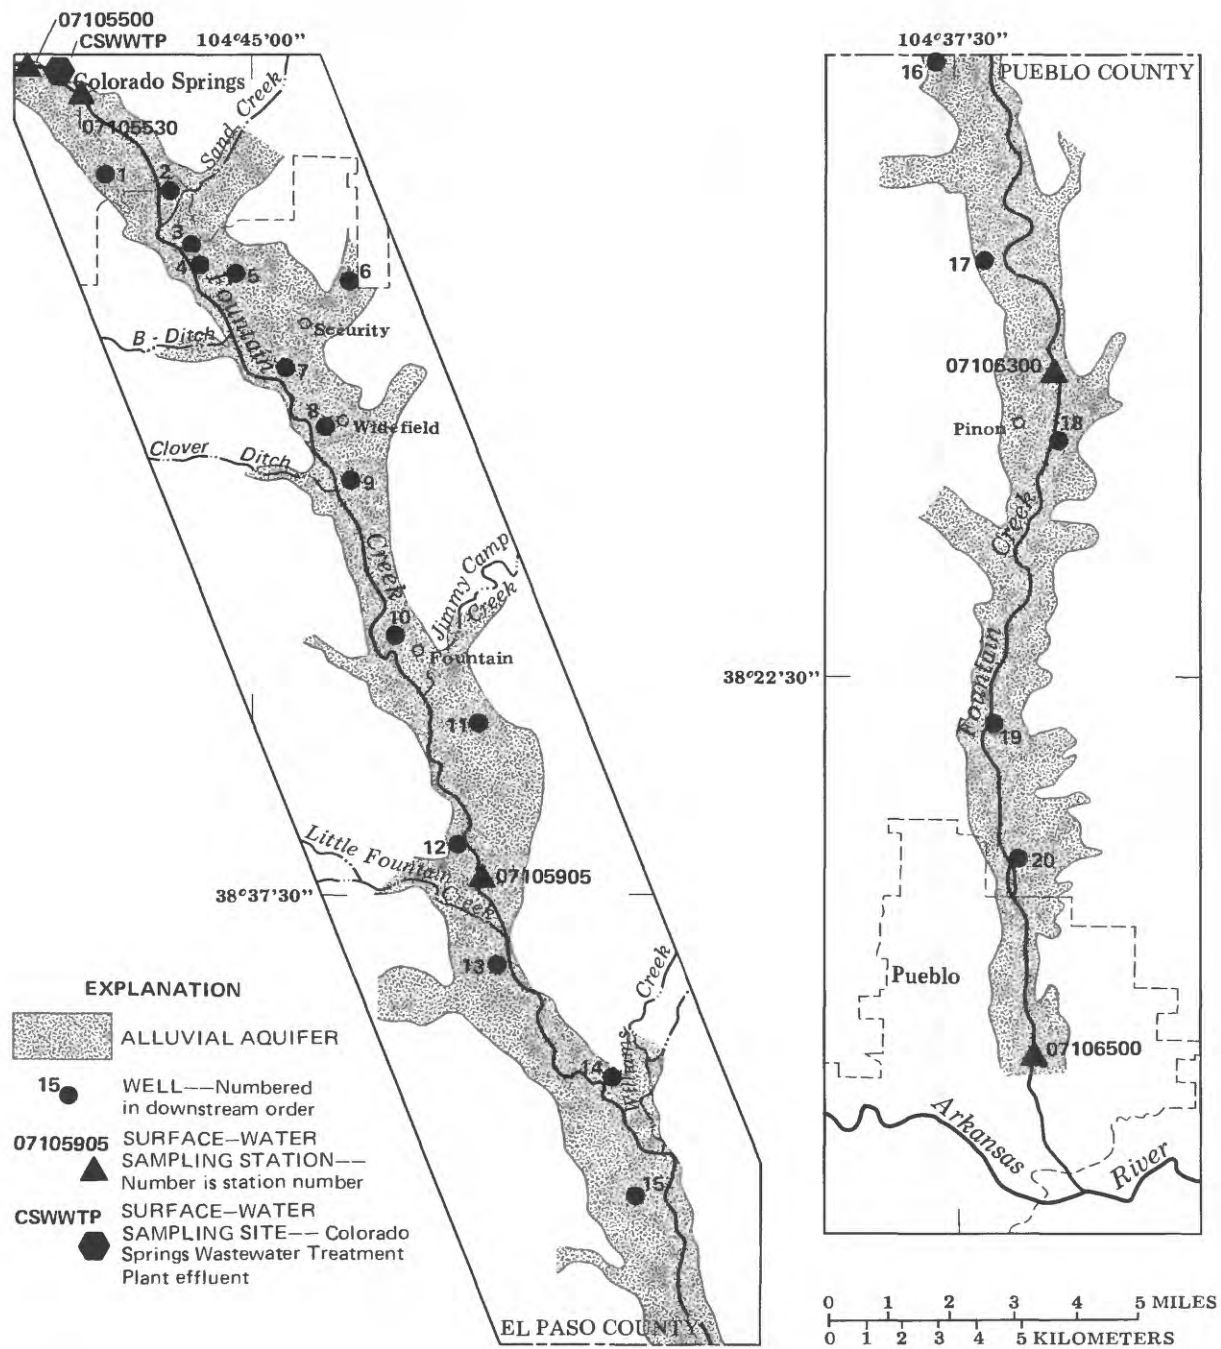 07105500
CSWWTP
104°45'00"
Colorado Springs
07105530
Sand Creek
1
2
3
4
5
6
Fountain
Security
B-Ditch
7
8
Widefield
Clover Ditch
9
Creek
10
Jimmy Camp
Creek
Fountain
11
12
Little Fountain
Creek
07105905
38°37'30"
13
Creek
Williams
14
15
EL PASO COUNTY
EXPLANATION
ALLUVIAL AQUIFER
15
WELL——Numbered
in downstream order
07105905
SURFACE—WATER
SAMPLING STATION——
Number is station number
CSWWTP
SURFACE—WATER
SAMPLING SITE—— Colorado
Springs Wastewater Treatment
Plant effluent
104°37'30"
16
PUEBLO COUNTY
17
07106300
Pinon
18
Creek
Fountain
38°22'30"
19
20
Pueblo
07106500
Arkansas
River
0 1 2 3 4 5 MILES
0 1 2 3 4 5 KILOMETERS